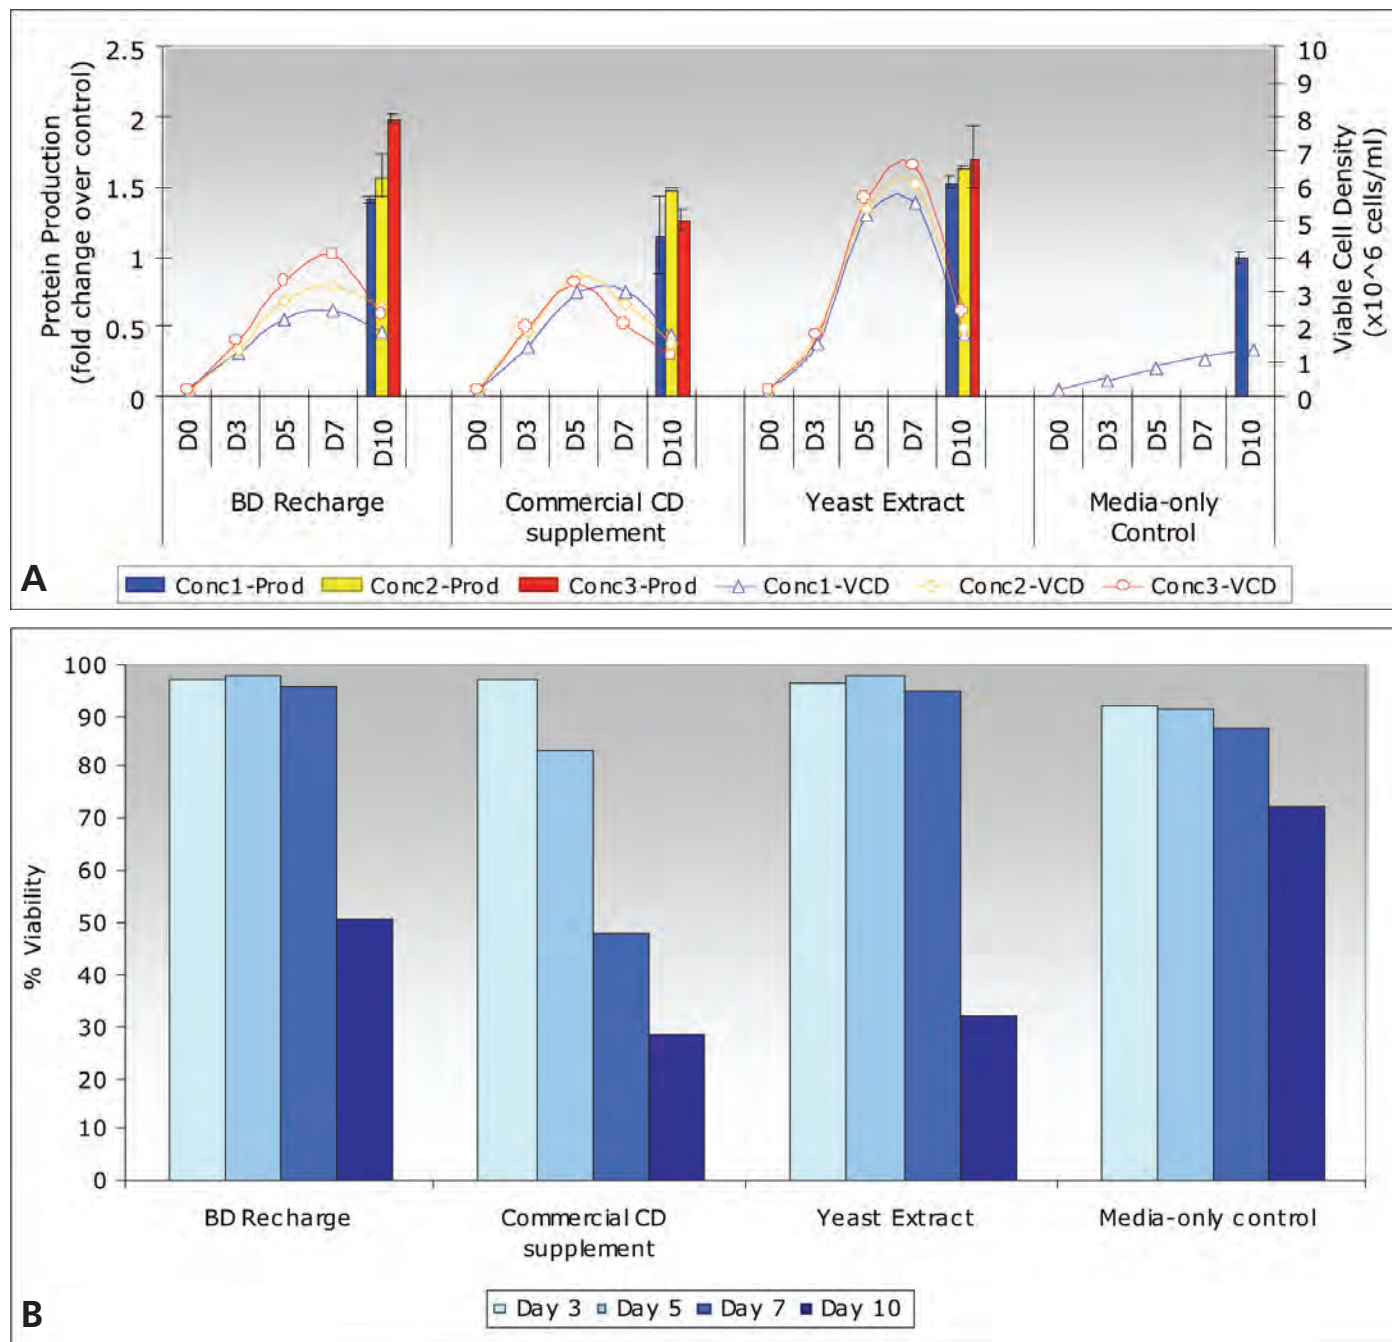 Protein Production
(fold change over control)
2.5
2
1.5
1
0.5
0
10
9
8
7
6
5
4
3
2
1
0
Viable Cell Density
(x10^6 cells/ml)
D0 D3 D5 D7 D10 D0 D3 D5 D7 D10 D0 D3 D5 D7 D10 D0 D3 D5 D7 D10
BD Recharge Commercial CD Yeast Extract Media-only
supplement Control
A
Conc1-Prod Conc2-Prod Conc3-Prod Conc1-VCD Conc2-VCD Conc3-VCD
% Viability
100
90
80
70
60
50
40
30
20
10
0
BD Recharge Commercial CD Yeast Extract Media-only control
supplement
B
Day 3 Day 5 Day 7 Day 10